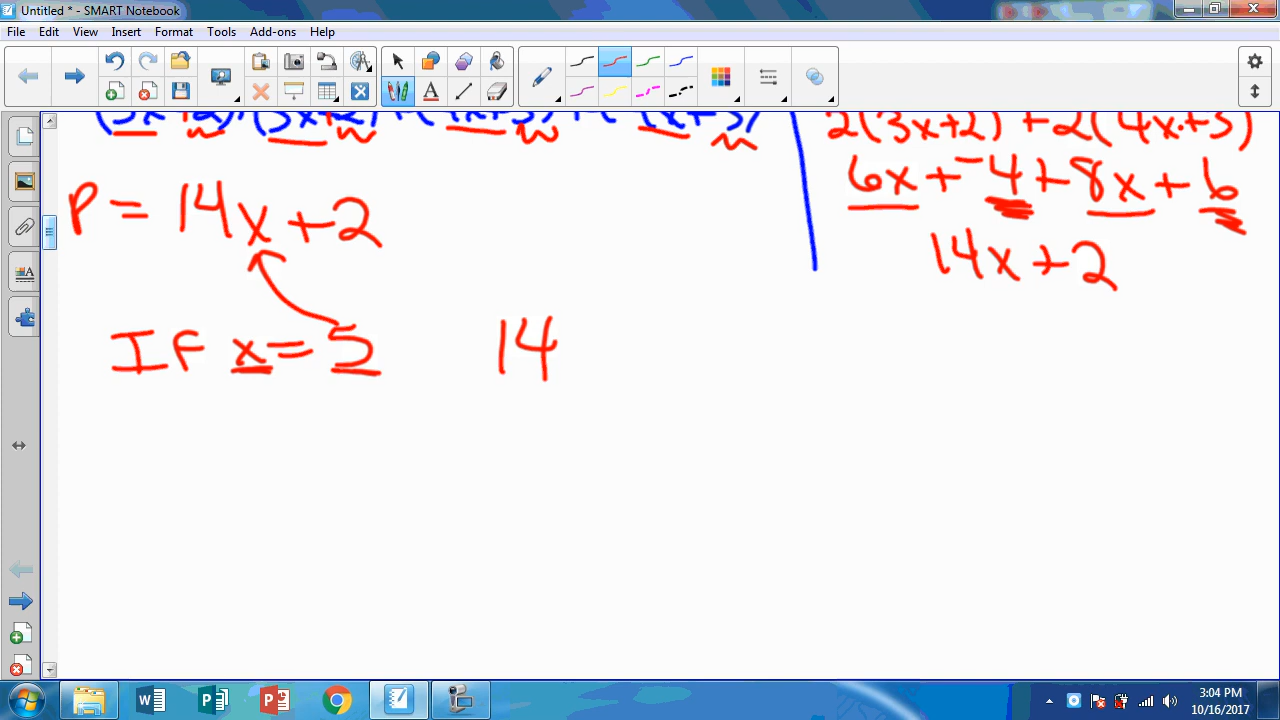 Untitled * - SMART Notebook
File Edit View Insert Format Tools Add-ons Help
2(3x+2) + 2(4x+3)
6x + -4 + 8x + 6
14x + 2
P = 14x + 2
If x = 5 14
3:04 PM
10/16/2017